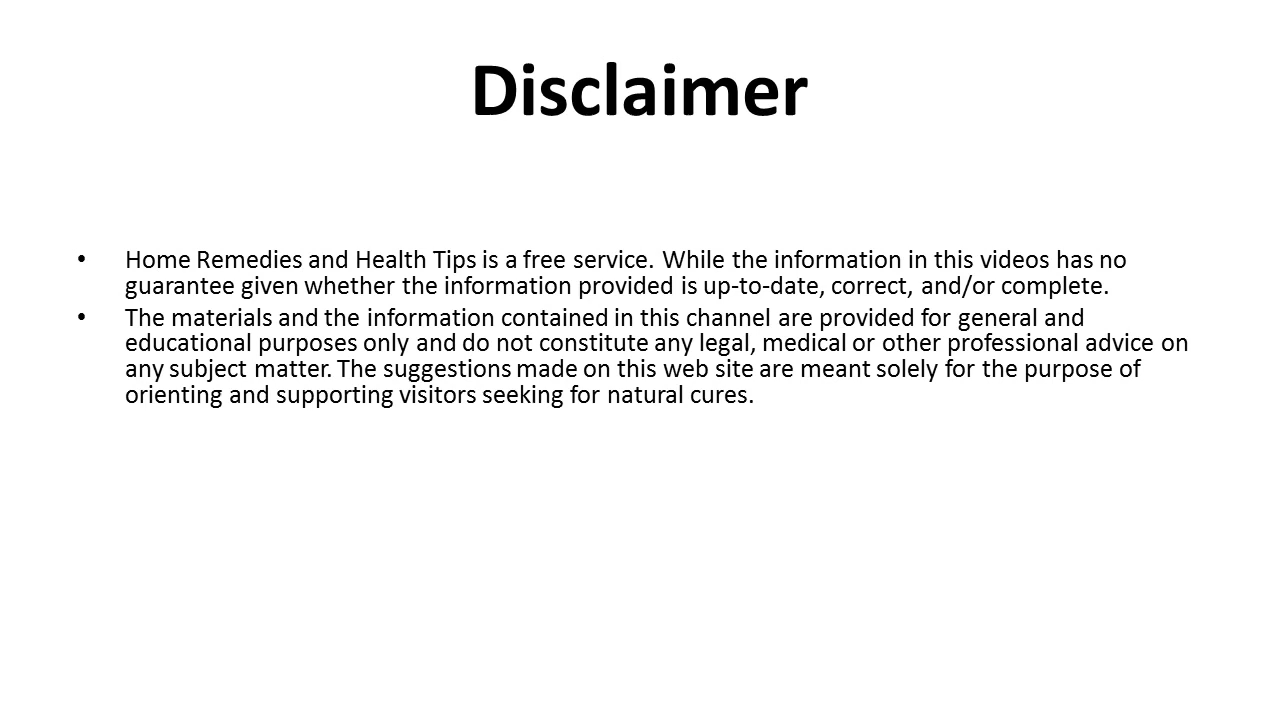 Disclaimer
• Home Remedies and Health Tips is a free service. While the information in this videos has no
guarantee given whether the information provided is up-to-date, correct, and/or complete.
• The materials and the information contained in this channel are provided for general and
educational purposes only and do not constitute any legal, medical or other professional advice on
any subject matter. The suggestions made on this web site are meant solely for the purpose of
orienting and supporting visitors seeking for natural cures.